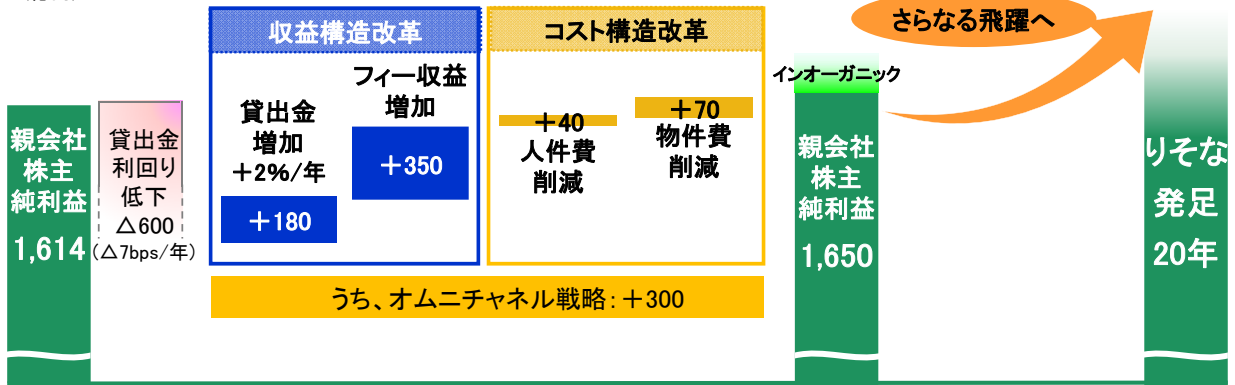 収益構造改革
コスト構造改革
さらなる飛躍へ
親会社
株主
純利益
1,614
貸出金
利回り
低下
△600
(△7bps/年)
貸出金
増加
+2%/年
+180
フィー収益
増加
+350
+40
人件費
削減
+70
物件費
削減
うち、オムニチャネル戦略:+300
インオーガニック
親会社
株主
純利益
1,650
りそな
発足
20年